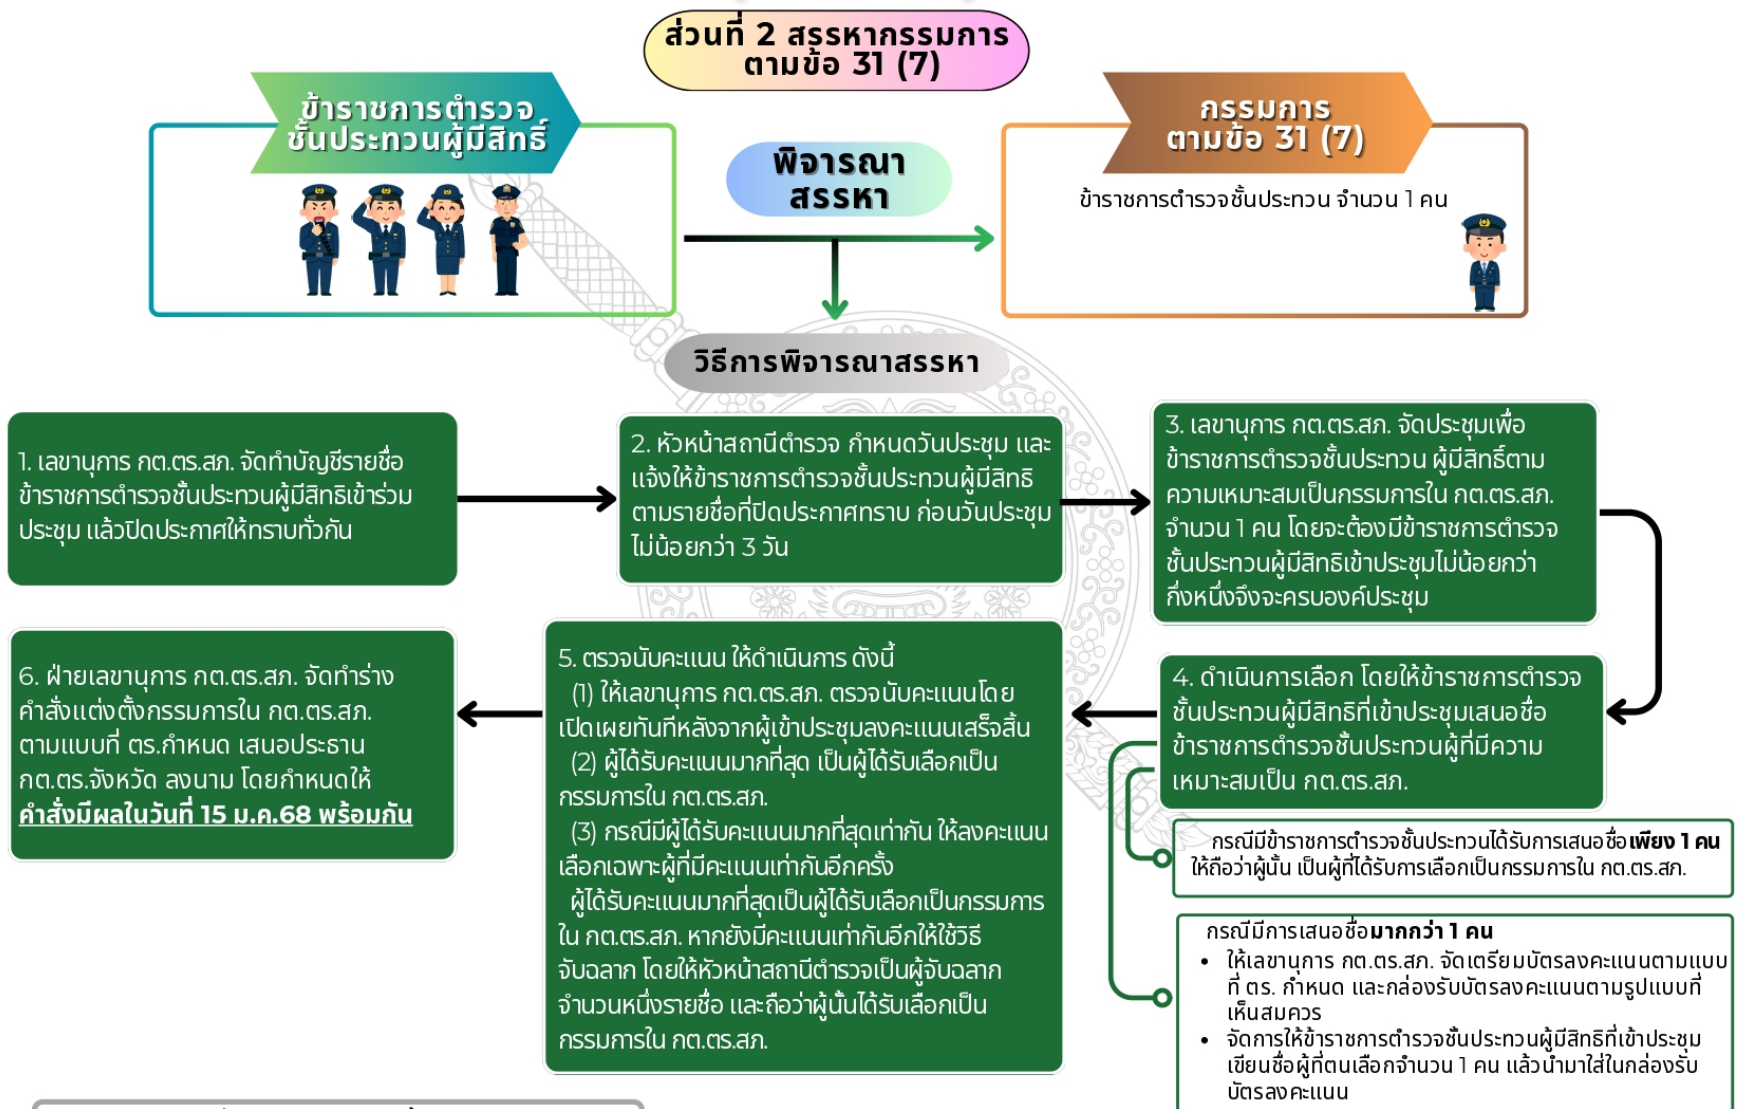 ส่วนที่ 2 สรรหากรรมการ
ตามข้อ 31 (7)
ข้าราชการตำรวจ
ชั้นประทวนผู้มีสิทธิ์
พิจารณา
สรรหา
กรรมการ
ตามข้อ 31 (7)
ข้าราชการตำรวจชั้นประทวน จำนวน 1 คน
วิธีการพิจารณาสรรหา
1. เลขานุการ กต.ตร.สภ. จัดทำบัญชีรายชื่อ
ข้าราชการตำรวจชั้นประทวนผู้มีสิทธิเข้าร่วม
ประชุม แล้วปิดประกาศให้ทราบทั่วกัน
2. หัวหน้าสถานีตำรวจ กำหนดวันประชุม และ
แจ้งให้ข้าราชการตำรวจชั้นประทวนผู้มีสิทธิ
ตามรายชื่อที่ปิดประกาศทราบ ก่อนวันประชุม
ไม่น้อยกว่า 3 วัน
3. เลขานุการ กต.ตร.สภ. จัดประชุมเพื่อ
ข้าราชการตำรวจชั้นประทวน ผู้มีสิทธิ์ตาม
ความเหมาะสมเป็นกรรมการใน กต.ตร.สภ.
จำนวน 1 คน โดยจะต้องมีข้าราชการตำรวจ
ชั้นประทวนผู้มีสิทธิเข้าประชุมไม่น้อยกว่า
กึ่งหนึ่งจึงจะครบองค์ประชุม
4. ดำเนินการเลือก โดยให้ข้าราชการตำรวจ
ชั้นประทวนผู้มีสิทธิที่เข้าประชุมเสนอชื่อ
ข้าราชการตำรวจชั้นประทวนผู้ที่มีความ
เหมาะสมเป็น กต.ตร.สภ.
กรณีมีข้าราชการตำรวจชั้นประทวนได้รับการเสนอชื่อเพียง 1 คน
ให้ถือว่าผู้นั้น เป็นผู้ที่ได้รับการเลือกเป็นกรรมการใน กต.ตร.สภ.
กรณีมีการเสนอชื่อมากกว่า 1 คน
• ให้เลขานุการ กต.ตร.สภ. จัดเตรียมบัตรลงคะแนนตามแบบ
ที่ ตร. กำหนด และกล่องรับบัตรลงคะแนนตามรูปแบบที่
เห็นสมควร
• จัดการให้ข้าราชการตำรวจชั้นประทวนผู้มีสิทธิที่เข้าประชุม
เขียนชื่อผู้ที่ตนเลือกจำนวน 1 คน แล้วนำมาใส่ในกล่องรับ
บัตรลงคะแนน
5. ตรวจนับคะแนน ให้ดำเนินการ ดังนี้
(1) ให้เลขานุการ กต.ตร.สภ. ตรวจนับคะแนนโดย
เปิดเผยทันทีหลังจากผู้เข้าประชุมลงคะแนนเสร็จสิ้น
(2) ผู้ได้รับคะแนนมากที่สุด เป็นผู้ได้รับเลือกเป็น
กรรมการใน กต.ตร.สภ.
(3) กรณีมีผู้ได้รับคะแนนมากที่สุดเท่ากัน ให้ลงคะแนน
เลือกเฉพาะผู้ที่มีคะแนนเท่ากันอีกครั้ง
ผู้ได้รับคะแนนมากที่สุดเป็นผู้ได้รับเลือกเป็นกรรมการ
ใน กต.ตร.สภ. หากยังมีคะแนนเท่ากันอีกให้ใช้วิธี
จับฉลาก โดยให้หัวหน้าสถานีตำรวจเป็นผู้จับฉลาก
จำนวนหนึ่งรายชื่อ และถือว่าผู้นั้นได้รับเลือกเป็น
กรรมการใน กต.ตร.สภ.
6. ฝ่ายเลขานุการ กต.ตร.สภ. จัดทำร่าง
คำสั่งแต่งตั้งกรรมการใน กต.ตร.สภ.
ตามแบบที่ ตร.กำหนด เสนอประธาน
กต.ตร.จังหวัด ลงนาม โดยกำหนดให้
คำสั่งมีผลในวันที่ 15 ม.ค.68 พร้อมกัน